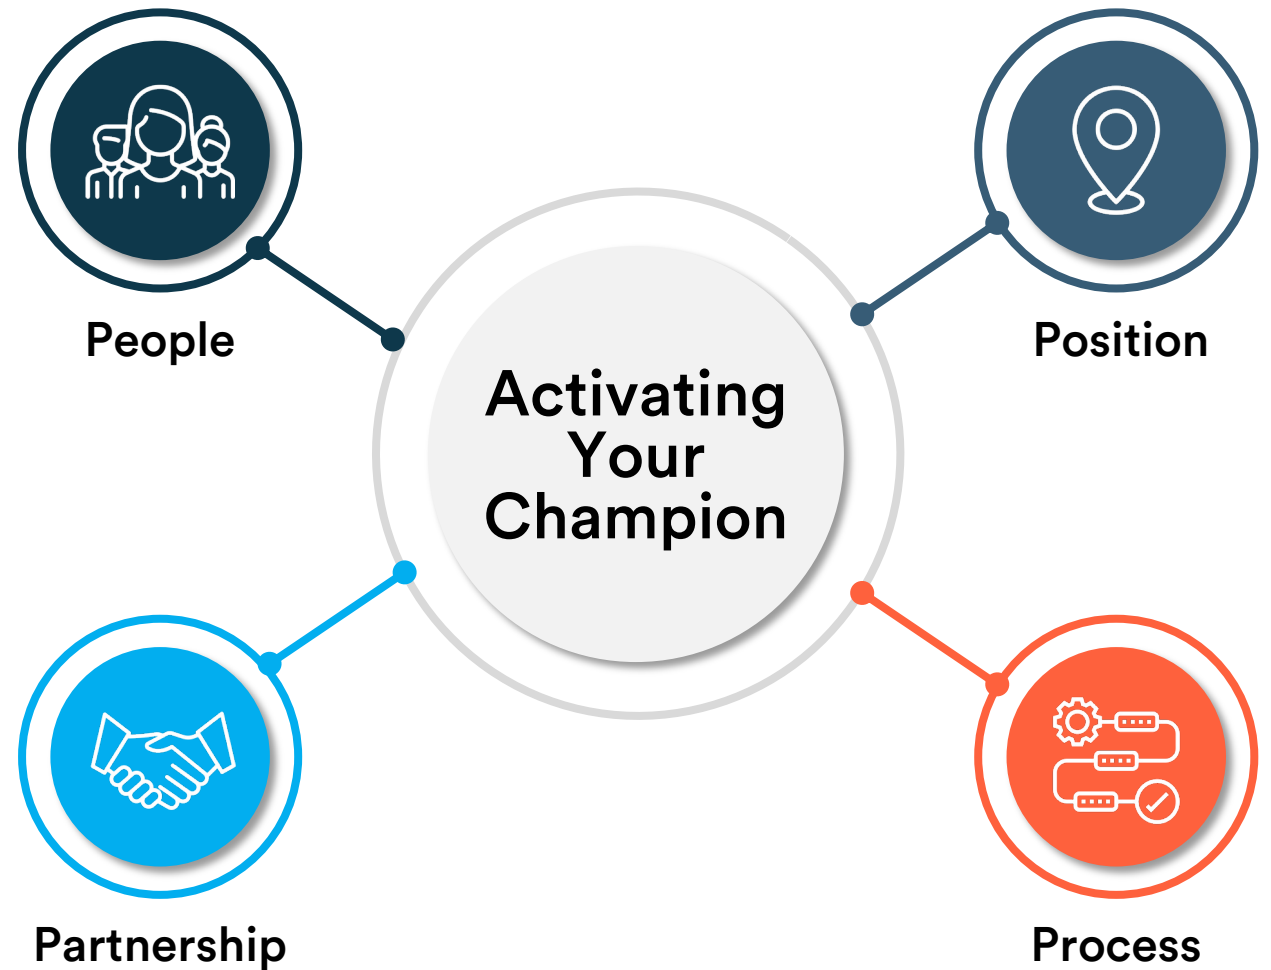 People
Position
Activating
Your
Champion
Partnership
Process